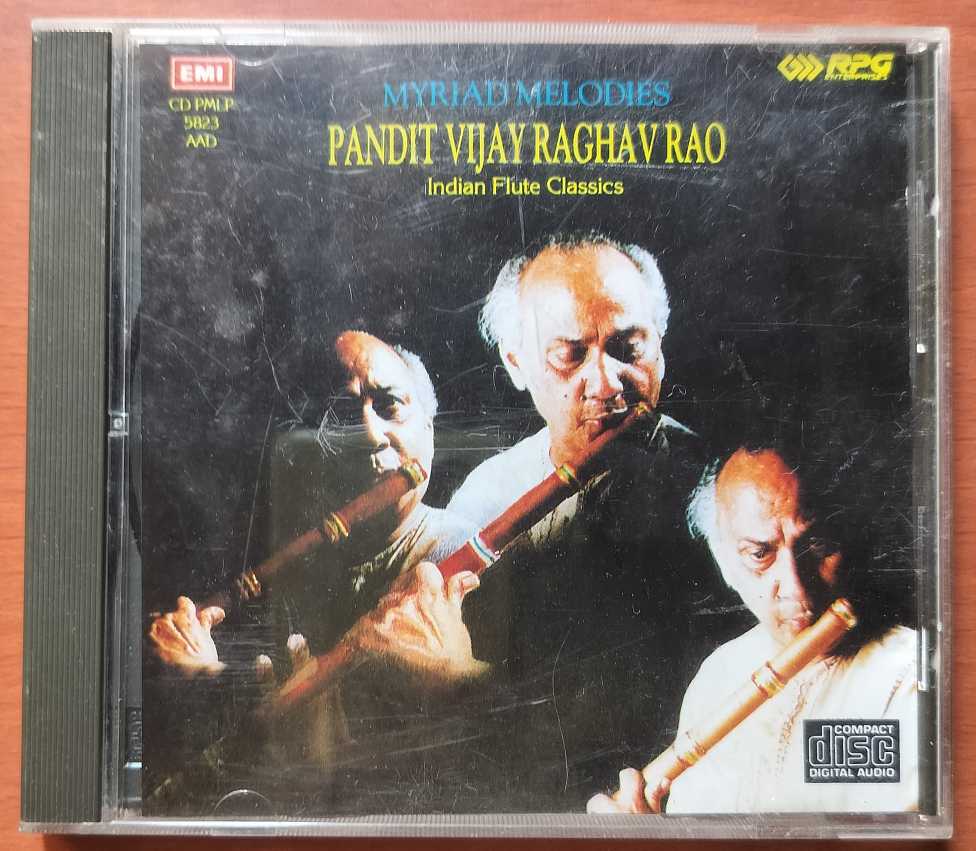 EMI
CD PMLP
5823
AAD
RPG
ENTERPRISES
MYRIAD MELODIES
PANDIT VIJAY RAGHAV RAO
Indian Flute Classics
COMPACT
disc
DIGITAL AUDIO